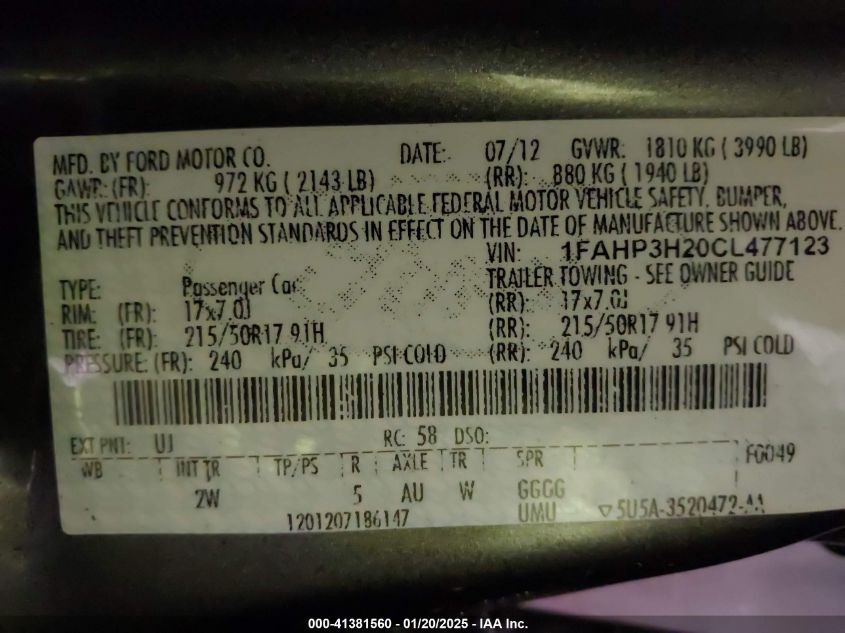 MFD. BY FORD MOTOR CO. DATE: 07/12 GVWR: 1810 KG ( 3990 LB)
GAWR: (FR): 972 KG ( 2143 LB) (RR): 880 KG ( 1940 LB)
THIS VEHICLE CONFORMS TO ALL APPLICABLE FEDERAL MOTOR VEHICLE SAFETY, BUMPER,
AND THEFT PREVENTION STANDARDS IN EFFECT ON THE DATE OF MANUFACTURE SHOWN ABOVE.
VIN: 1FAHP3H20CL477123
TYPE: Passenger Car TRAILER TOWING - SEE OWNER GUIDE
RIM: (FR): 17x7.0J (RR): 17x7.0J
TIRE: (FR): 215/50R17 91H (RR): 215/50R17 91H
PRESSURE: (FR): 240 kPa/ 35 PSI COLD (RR): 240 kPa/ 35 PSI COLD
EXT PNT: UJ RC: 58 DSO:
WB INT TR TP/PS R AXLE TR SPR F0049
2W 5 AU W GGGG
1201207186147 UMU ▽5U5A-3520472-AA
000-41381560 — 01/20/2025 — IAA Inc.